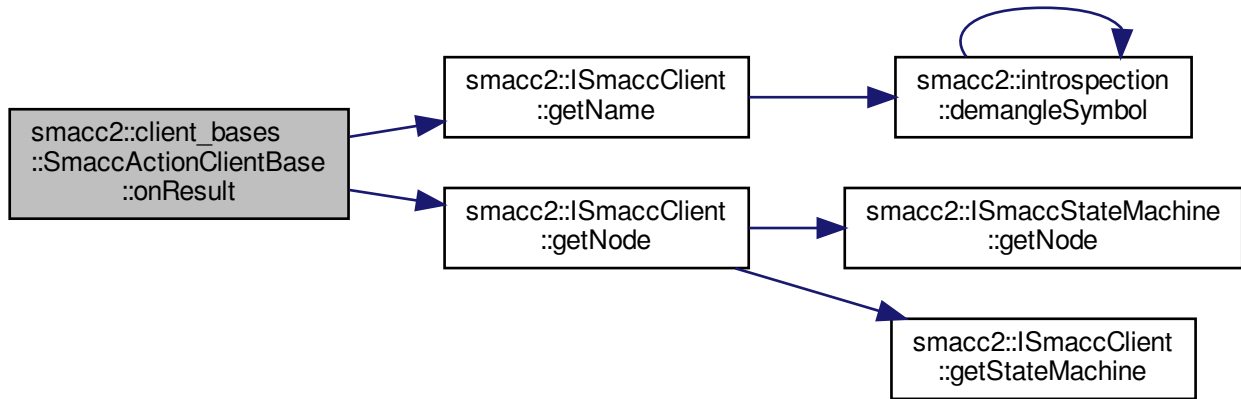 smacc2::client_bases
::SmaccActionClientBase
::onResult
smacc2::ISmaccClient
::getName
smacc2::introspection
::demangleSymbol
smacc2::ISmaccClient
::getNode
smacc2::ISmaccStateMachine
::getNode
smacc2::ISmaccClient
::getStateMachine